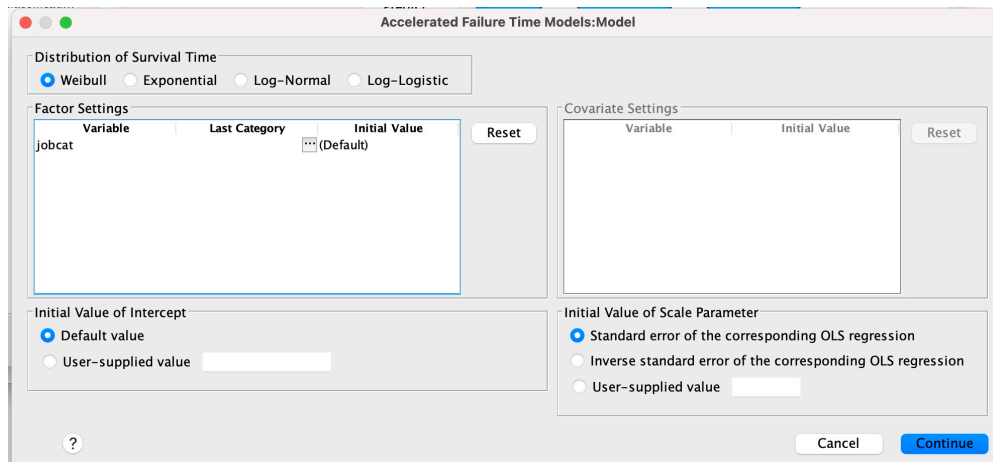 Accelerated Failure Time Models:Model
Distribution of Survival Time
Weibull Exponential Log-Normal Log-Logistic
Factor Settings
Variable Last Category Initial Value
jobcat ... (Default)
Reset
Covariate Settings
Variable Initial Value
Reset
Initial Value of Intercept
Default value
User-supplied value
Initial Value of Scale Parameter
Standard error of the corresponding OLS regression
Inverse standard error of the corresponding OLS regression
User-supplied value
?
Cancel Continue